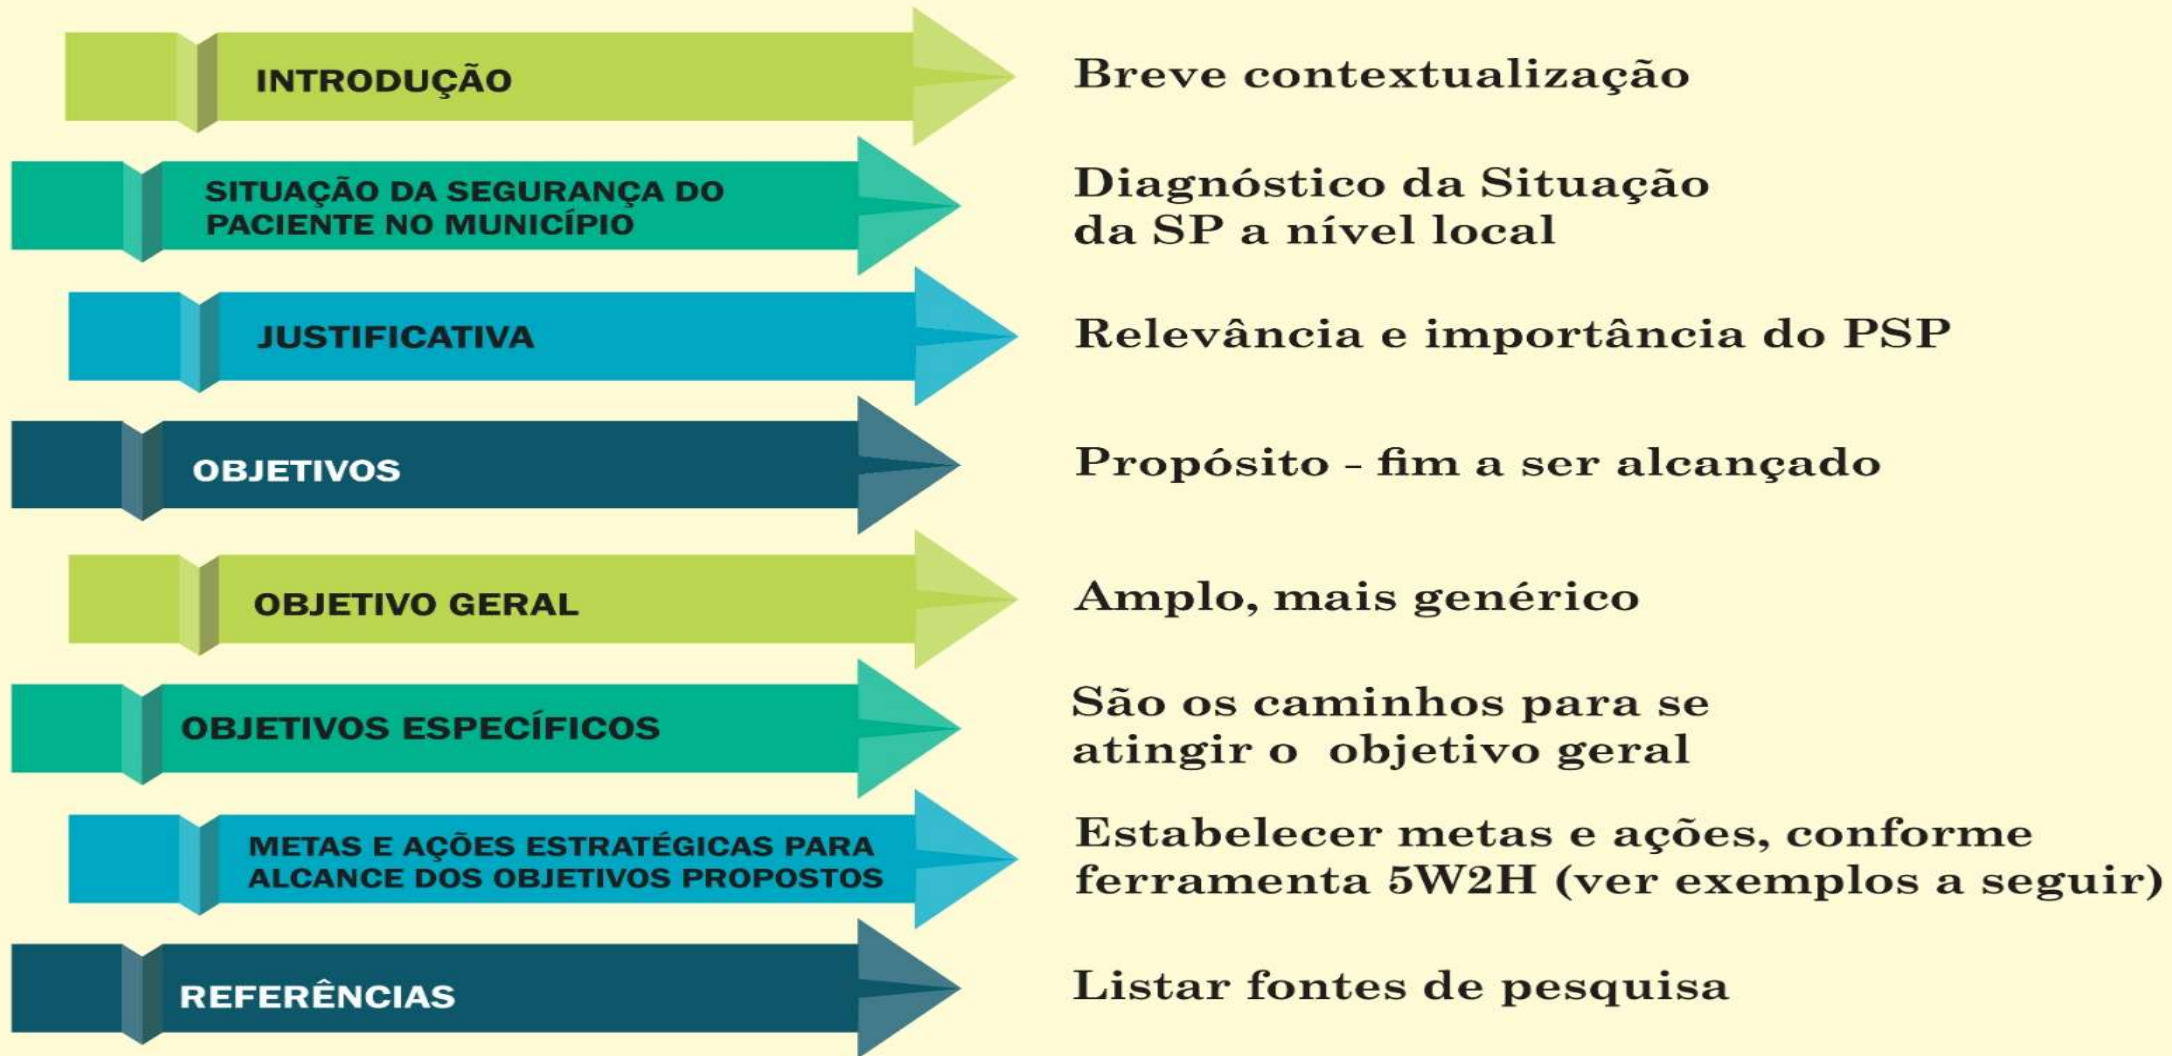 INTRODUÇÃO
Breve contextualização
SITUAÇÃO DA SEGURANÇA DO
PACIENTE NO MUNICÍPIO
Diagnóstico da Situação
da SP a nível local
JUSTIFICATIVA
Relevância e importância do PSP
OBJETIVOS
Propósito - fim a ser alcançado
OBJETIVO GERAL
Amplo, mais genérico
OBJETIVOS ESPECÍFICOS
São os caminhos para se
atingir o objetivo geral
METAS E AÇÕES ESTRATÉGICAS PARA
ALCANCE DOS OBJETIVOS PROPOSTOS
Estabelecer metas e ações, conforme
ferramenta 5W2H (ver exemplos a seguir)
REFERÊNCIAS
Listar fontes de pesquisa